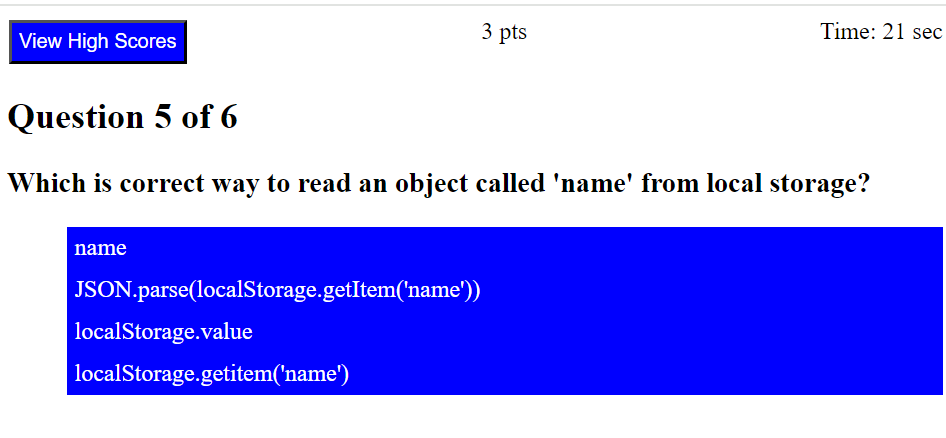 View High Scores
3 pts
Time: 21 sec
Question 5 of 6
Which is correct way to read an object called 'name' from local storage?
name
JSON.parse(localStorage.getItem('name'))
localStorage.value
localStorage.getitem('name')